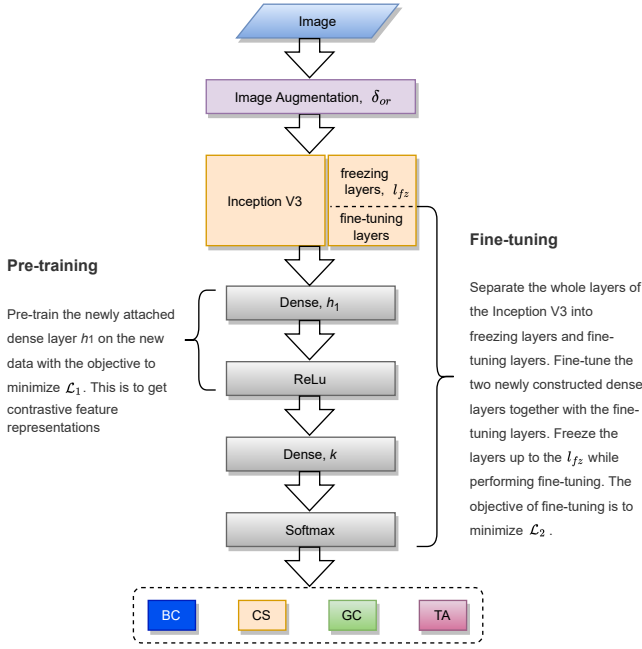 Image
Image Augmentation, δ_or
Inception V3
freezing
layers, l_fz
fine-tuning
layers
Pre-training
Pre-train the newly attached
dense layer h1 on the new
data with the objective to
minimize ℒ₁. This is to get
contrastive feature
representations
Dense, h₁
ReLu
Dense, k
Softmax
Fine-tuning
Separate the whole layers of
the Inception V3 into
freezing layers and fine-
tuning layers. Fine-tune the
two newly constructed dense
layers together with the fine-
tuning layers. Freeze the
layers up to the l_fz while
performing fine-tuning. The
objective of fine-tuning is to
minimize ℒ₂ .
BC
CS
GC
TA